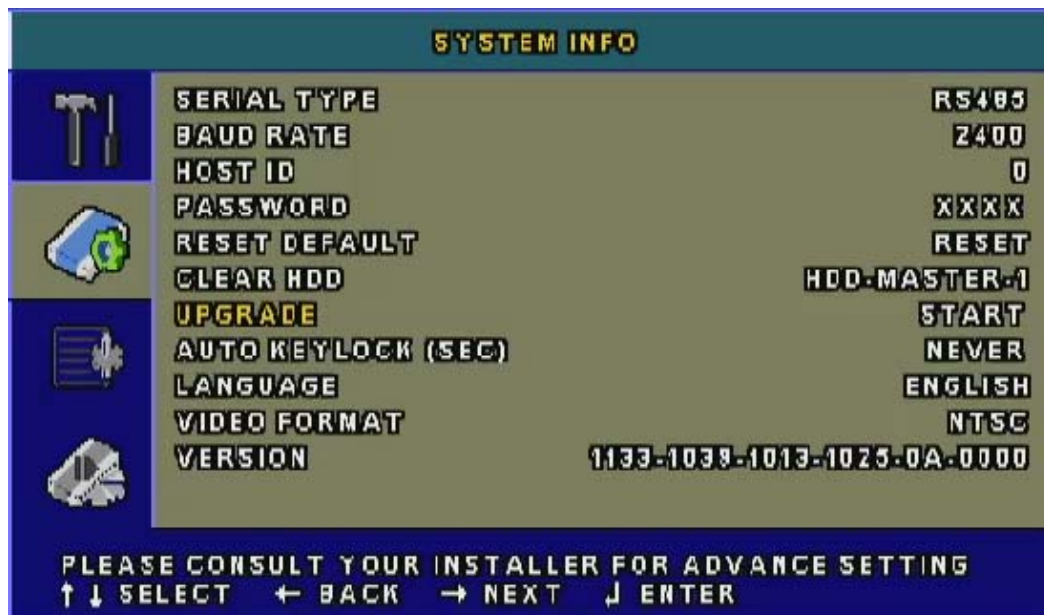 SYSTEM INFO
SERIAL TYPE RS485
BAUD RATE 2400
HOST ID 0
PASSWORD XXXX
RESET DEFAULT RESET
CLEAR HDD HDD-MASTER-1
UPGRADE START
AUTO KEYLOCK (SEC) NEVER
LANGUAGE ENGLISH
VIDEO FORMAT NTSC
VERSION 1133-1038-1013-1025-0A-0000
PLEASE CONSULT YOUR INSTALLER FOR ADVANCE SETTING
↑ ↓ SELECT ← BACK → NEXT ↲ ENTER